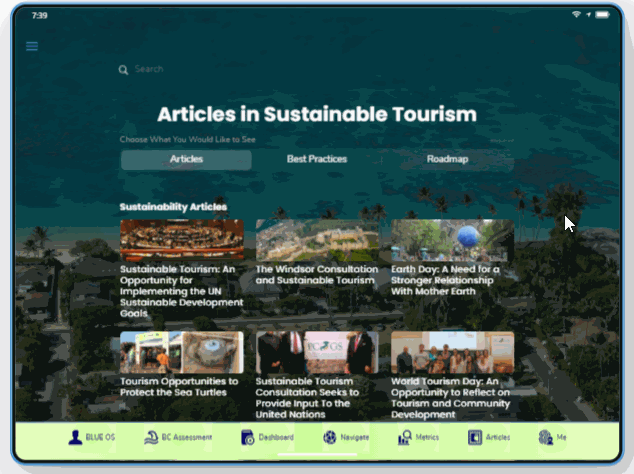 7:39
Search
Articles in Sustainable Tourism
Choose What You Would Like to See
Articles Best Practices Roadmap
Sustainability Articles
Sustainable Tourism: An
Opportunity for
Implementing the UN
Sustainable Development
Goals
The Windsor Consultation
and Sustainable Tourism
Earth Day: A Need for a
Stronger Relationship
With Mother Earth
Tourism Opportunities to
Protect the Sea Turtles
Sustainable Tourism
Consultation Seeks to
Provide Input To the
United Nations
World Tourism Day: An
Opportunity to Reflect on
Tourism and Community
Development
BLUE OS BC Assessment Dashboard Navigate Metrics Articles Me